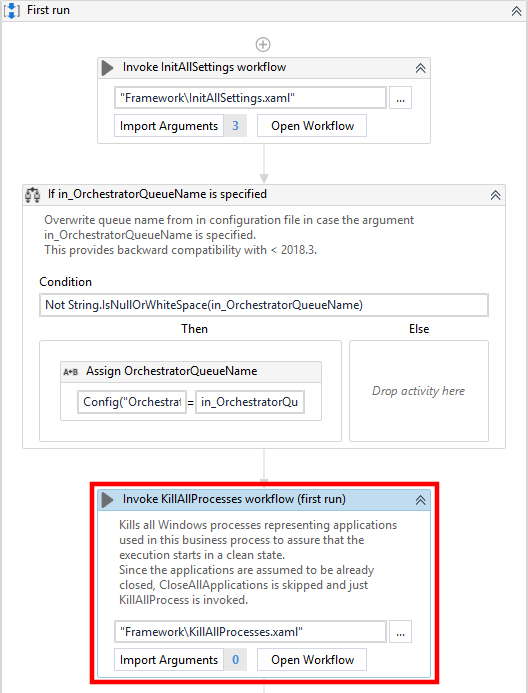 First run
Invoke InitAllSettings workflow
"Framework\InitAllSettings.xaml"
...
Import Arguments 3 Open Workflow
If in_OrchestratorQueueName is specified
Overwrite queue name from in configuration file in case the argument
in_OrchestratorQueueName is specified.
This provides backward compatibility with < 2018.3.
Condition
Not String.IsNullOrWhiteSpace(in_OrchestratorQueueName)
Then Else
A+B Assign OrchestratorQueueName
Config("Orchestrat = in_OrchestratorQu
Drop activity here
Invoke KillAllProcesses workflow (first run)
Kills all Windows processes representing applications
used in this business process to assure that the
execution starts in a clean state.
Since the applications are assumed to be already
closed, CloseAllApplications is skipped and just
KillAllProcess is invoked.
"Framework\KillAllProcesses.xaml"
...
Import Arguments 0 Open Workflow